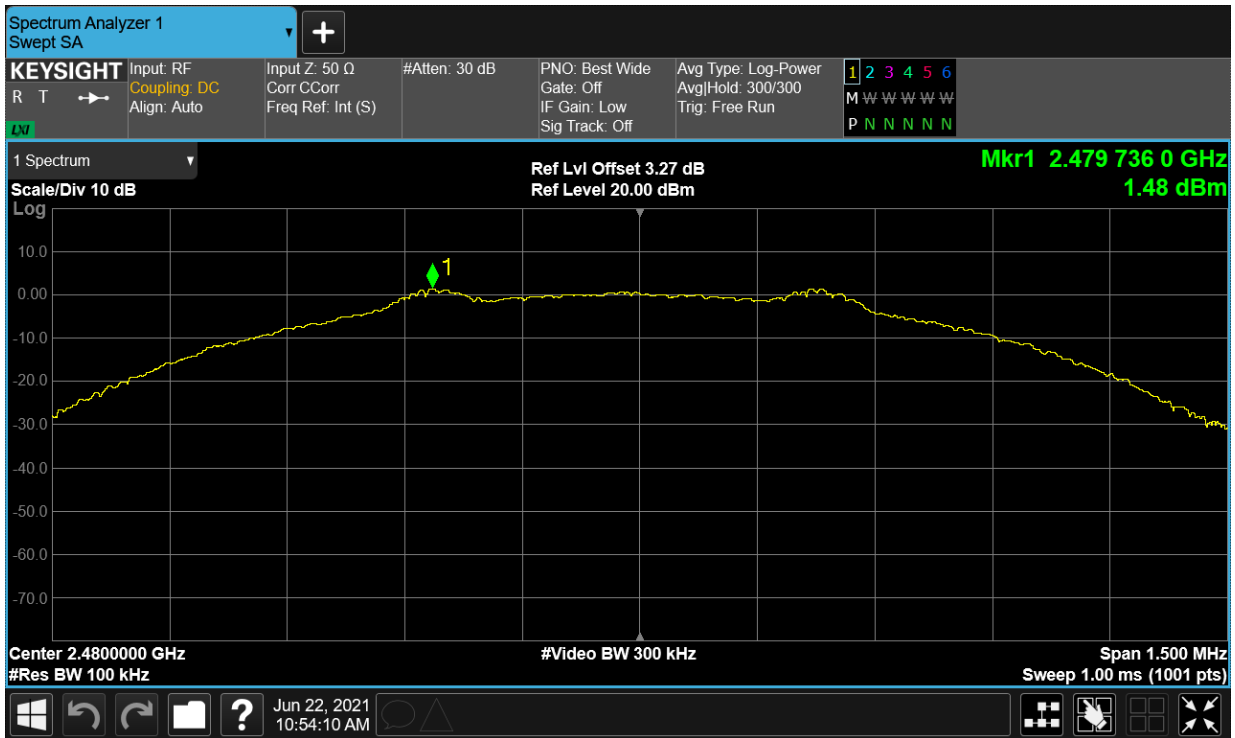 Spectrum Analyzer 1
Swept SA
+
KEYSIGHT
R T
LXI
Input: RF
Coupling: DC
Align: Auto
Input Z: 50 Ω
Corr CCorr
Freq Ref: Int (S)
#Atten: 30 dB
PNO: Best Wide
Gate: Off
IF Gain: Low
Sig Track: Off
Avg Type: Log-Power
Avg|Hold: 300/300
Trig: Free Run
1 2 3 4 5 6
M W W W W W
P N N N N N
1 Spectrum
Scale/Div 10 dB
Log
Ref Lvl Offset 3.27 dB
Ref Level 20.00 dBm
Mkr1 2.479 736 0 GHz
1.48 dBm
1
10.0
0.00
-10.0
-20.0
-30.0
-40.0
-50.0
-60.0
-70.0
Center 2.4800000 GHz
#Res BW 100 kHz
#Video BW 300 kHz
Span 1.500 MHz
Sweep 1.00 ms (1001 pts)
?
Jun 22, 2021
10:54:10 AM